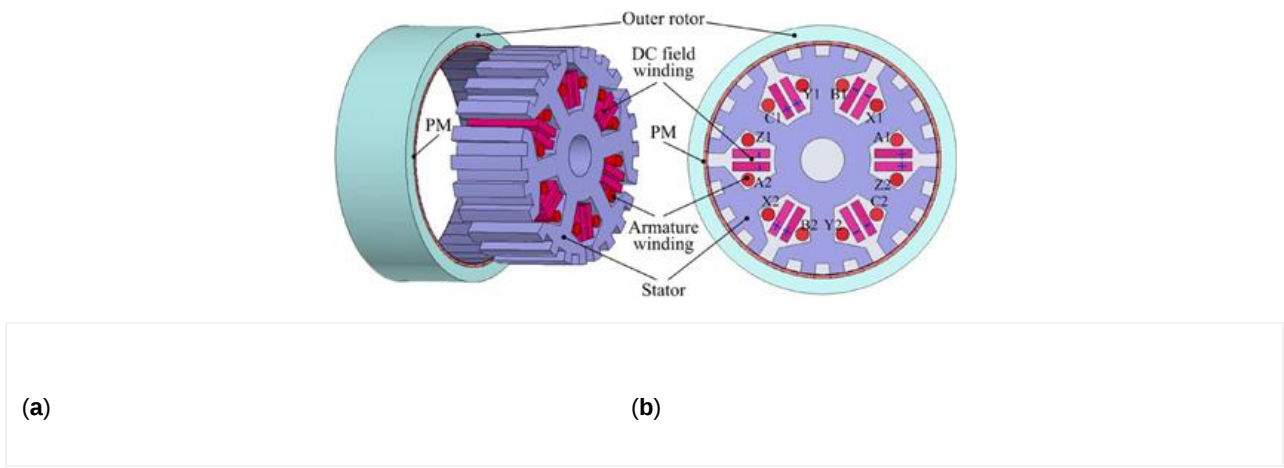 Outer rotor
DC field
winding
PM
PM
Armature
winding
Stator
Y1 B1
C1 X1
Z1 A1
A2 Z2
X2 C2
B2 Y2
(a) (b)